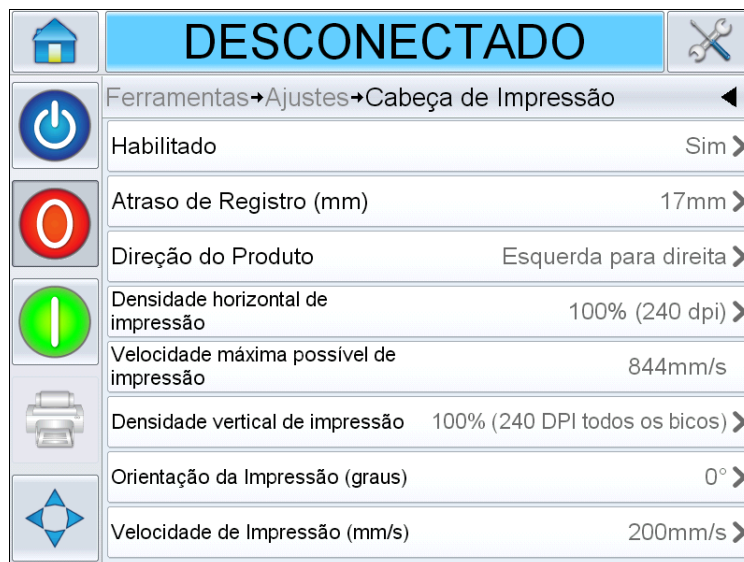 DESCONECTADO
Ferramentas→Ajustes→Cabeça de Impressão
Habilitado Sim
Atraso de Registro (mm) 17mm
Direção do Produto Esquerda para direita
Densidade horizontal de
impressão 100% (240 dpi)
Velocidade máxima possível de
impressão 844mm/s
Densidade vertical de impressão 100% (240 DPI todos os bicos)
Orientação da Impressão (graus) 0°
Velocidade de Impressão (mm/s) 200mm/s